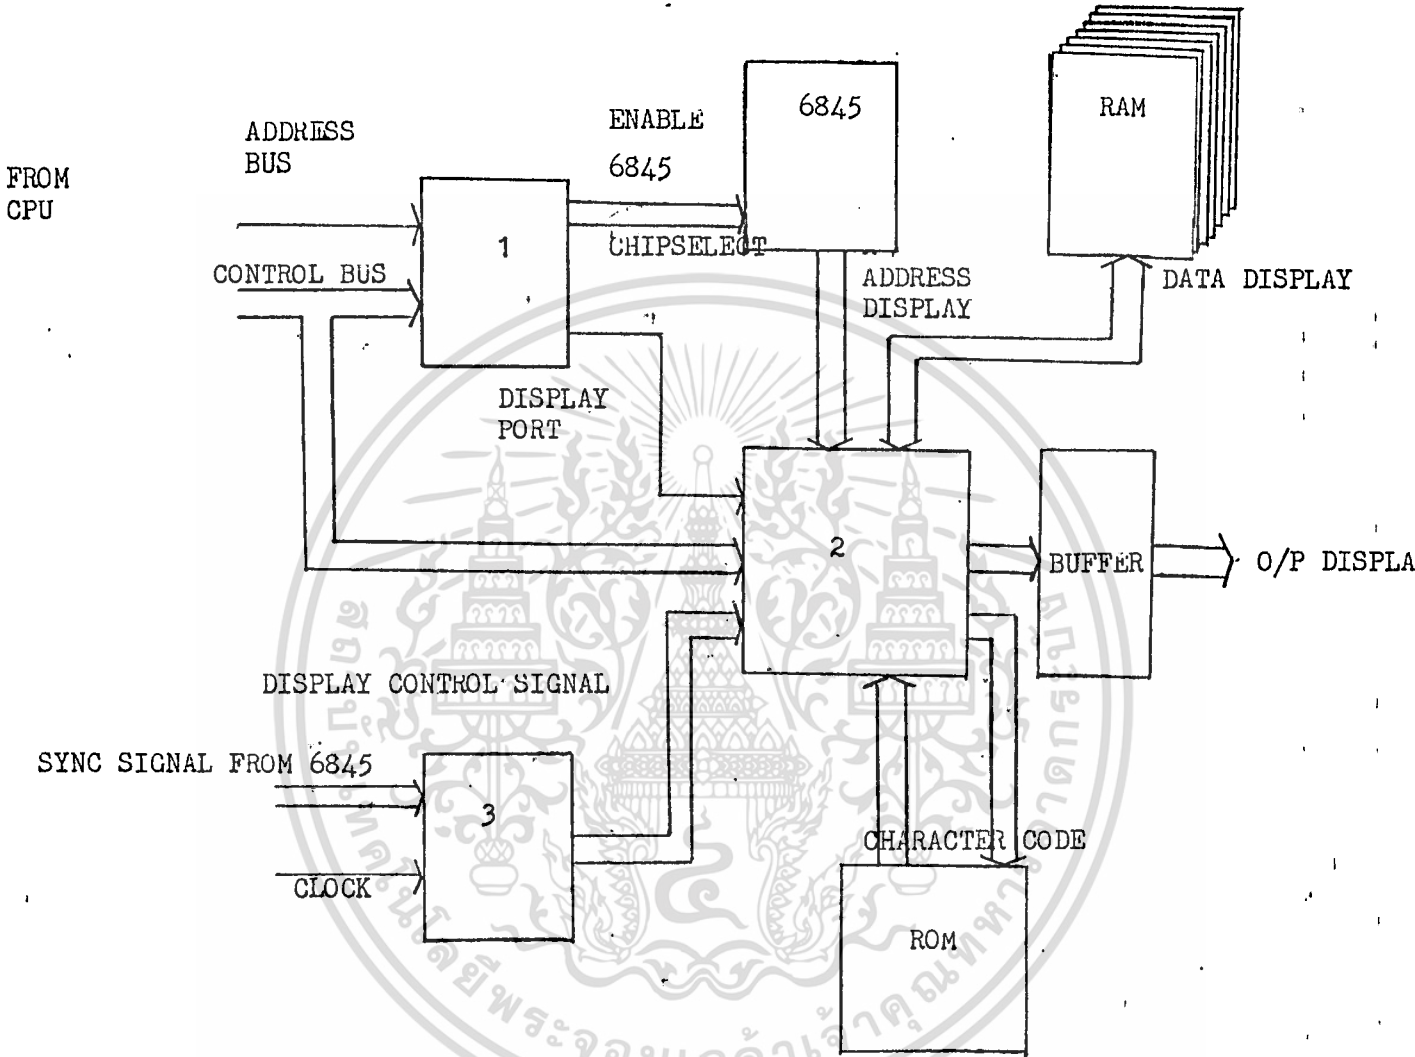 6845
RAM
ENABLE
6845
ADDRESS
BUS
FROM
CPU
1
CHIPSELECT
CONTROL BUS
ADDRESS
DISPLAY
DATA DISPLAY
DISPLAY
PORT
2
BUFFER
O/P DISPLA
DISPLAY CONTROL SIGNAL
SYNC SIGNAL FROM 6845
3
CLOCK
CHARACTER CODE
ROM